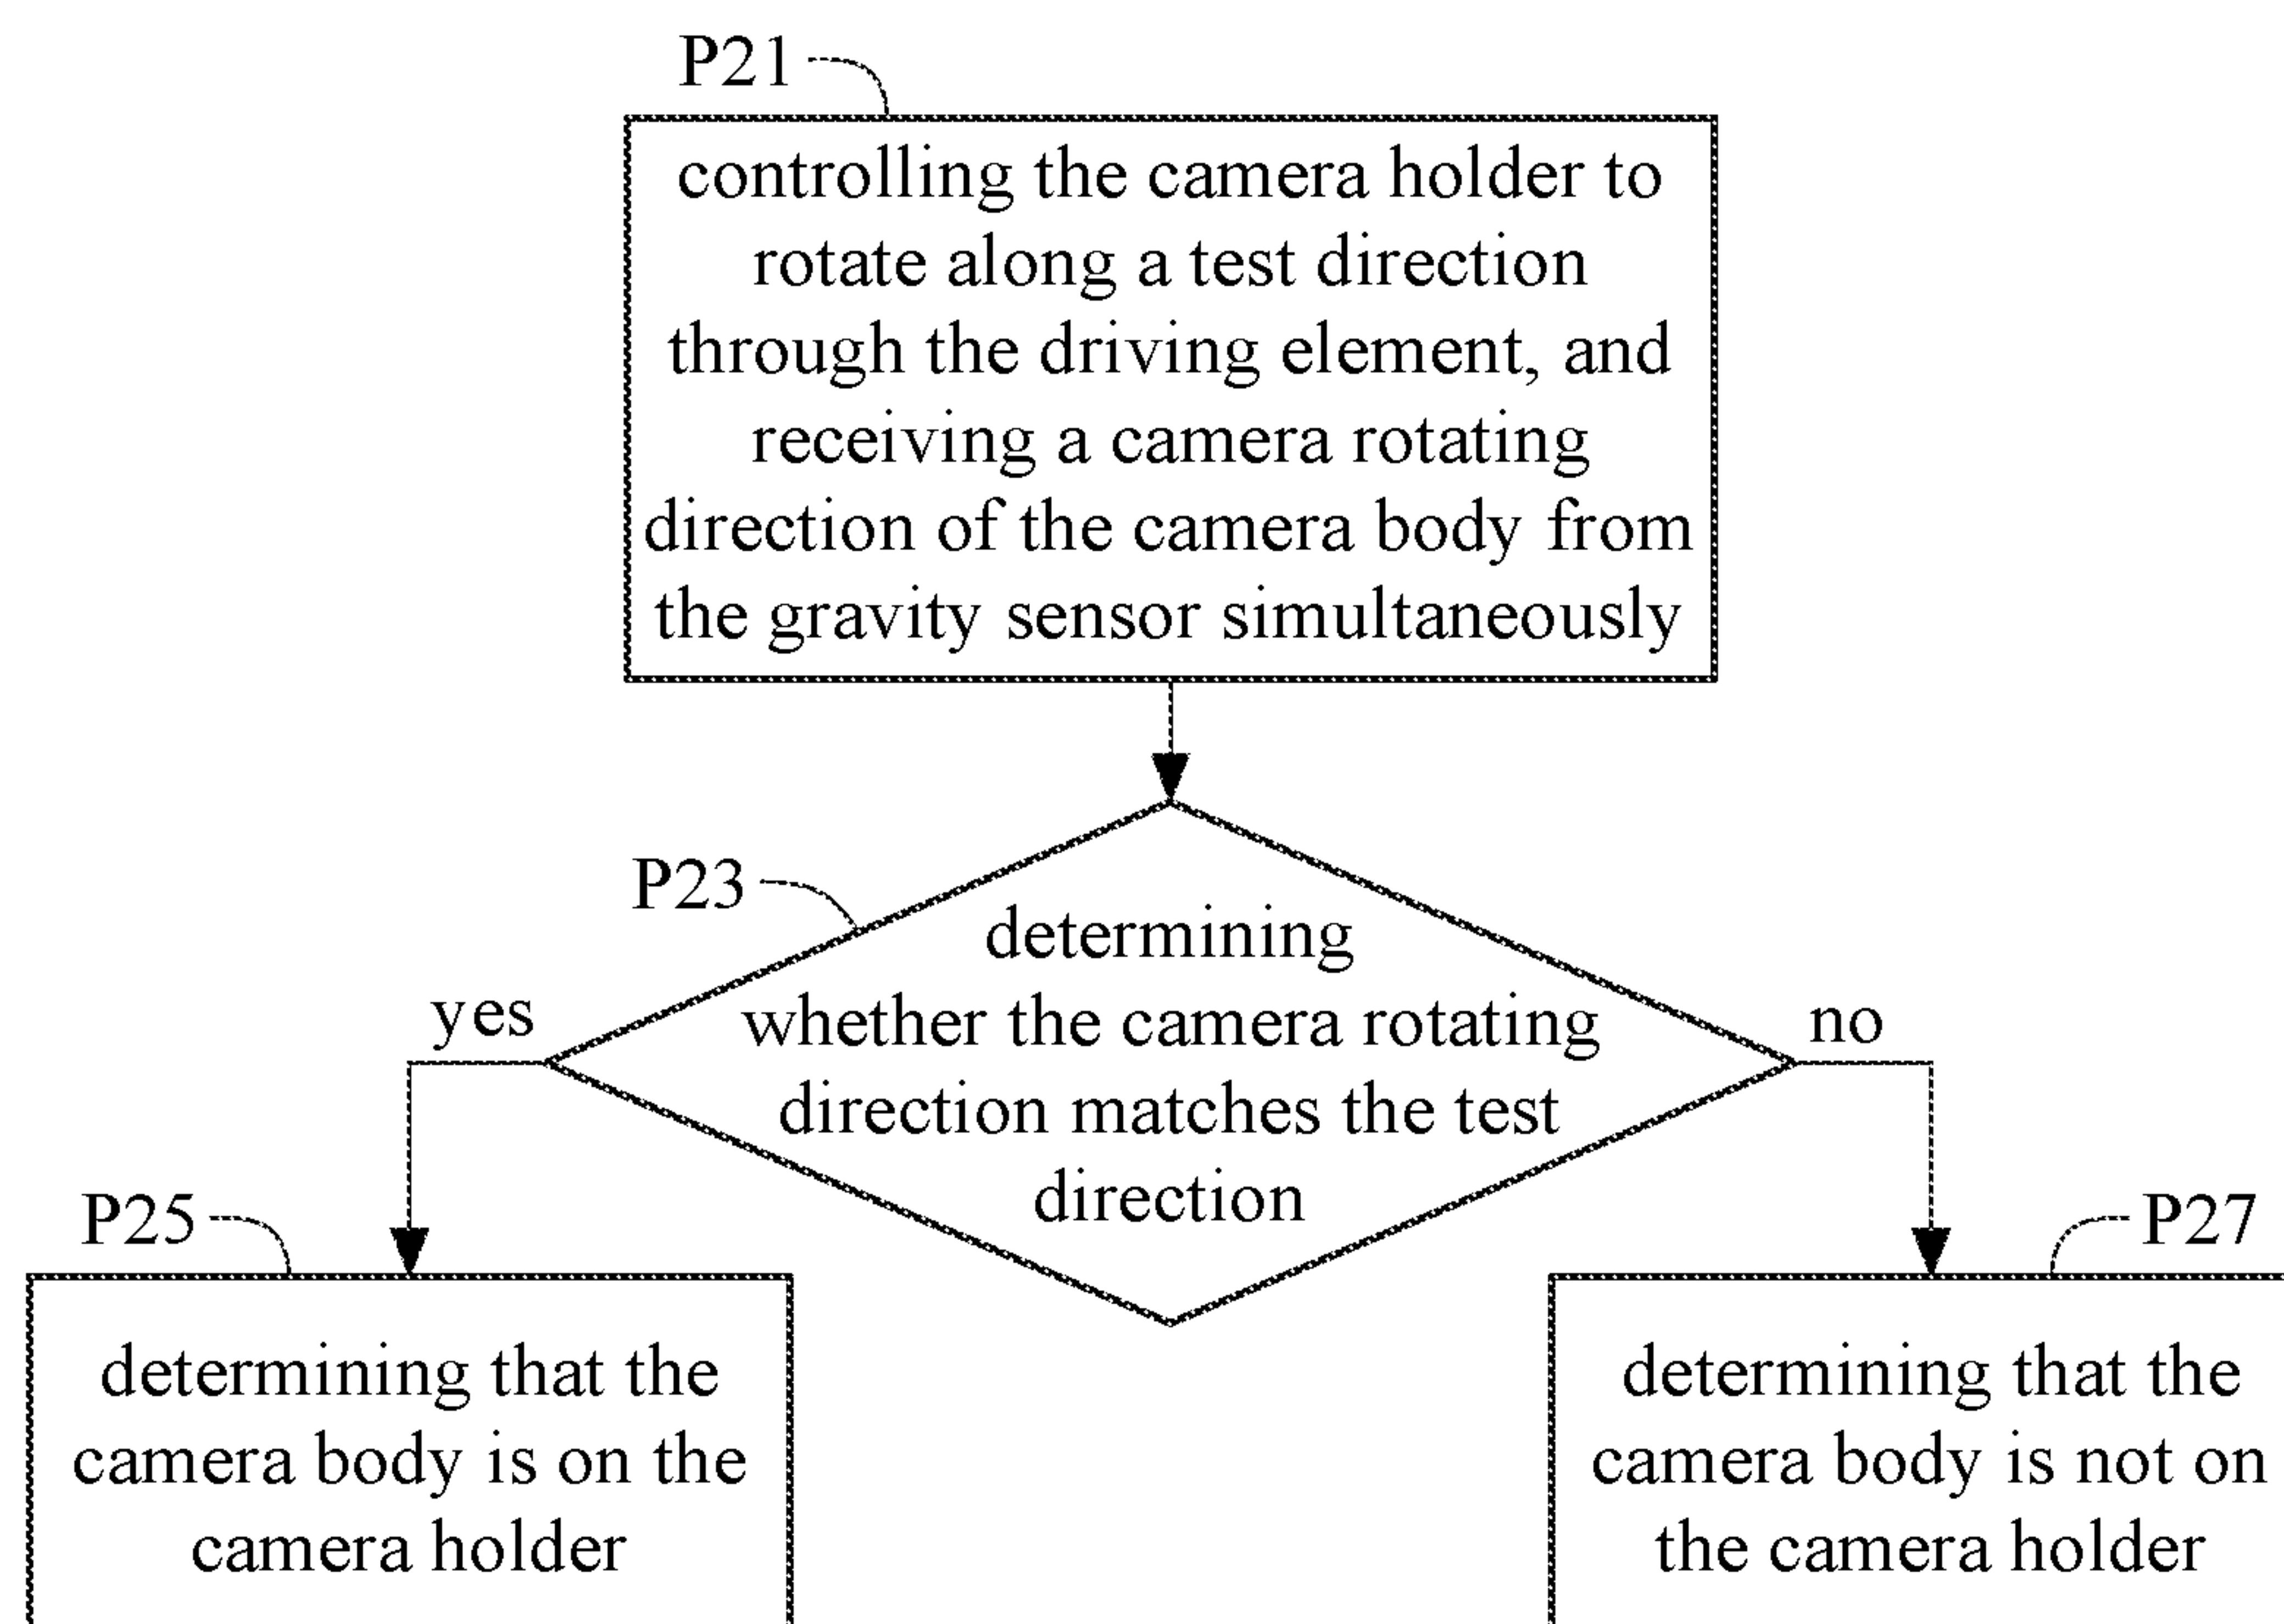 P21
controlling the camera holder to
rotate along a test direction
through the driving element, and
receiving a camera rotating
direction of the camera body from
the gravity sensor simultaneously
P23
determining
whether the camera rotating
direction matches the test
direction
yes
no
P25
determining that the
camera body is on the
camera holder
P27
determining that the
camera body is not on
the camera holder